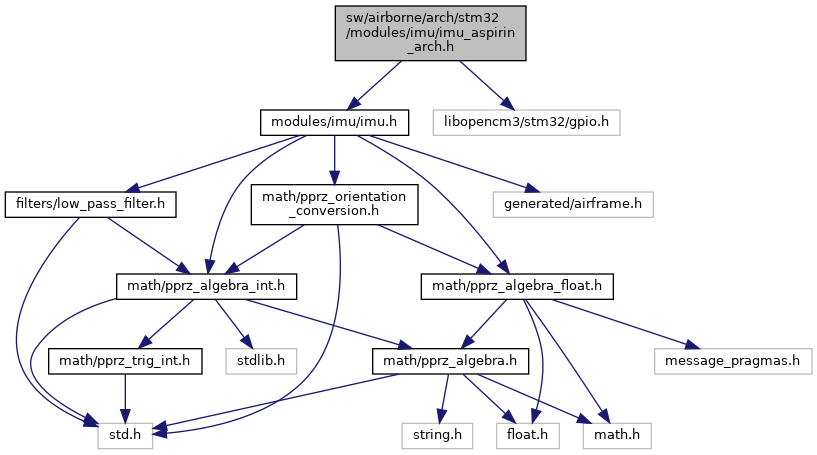 sw/airborne/arch/stm32
/modules/imu/imu_aspirin
_arch.h
modules/imu/imu.h
libopencm3/stm32/gpio.h
filters/low_pass_filter.h
math/pprz_orientation
_conversion.h
generated/airframe.h
math/pprz_algebra_int.h
math/pprz_algebra_float.h
math/pprz_trig_int.h
stdlib.h
math/pprz_algebra.h
message_pragmas.h
std.h
string.h
float.h
math.h